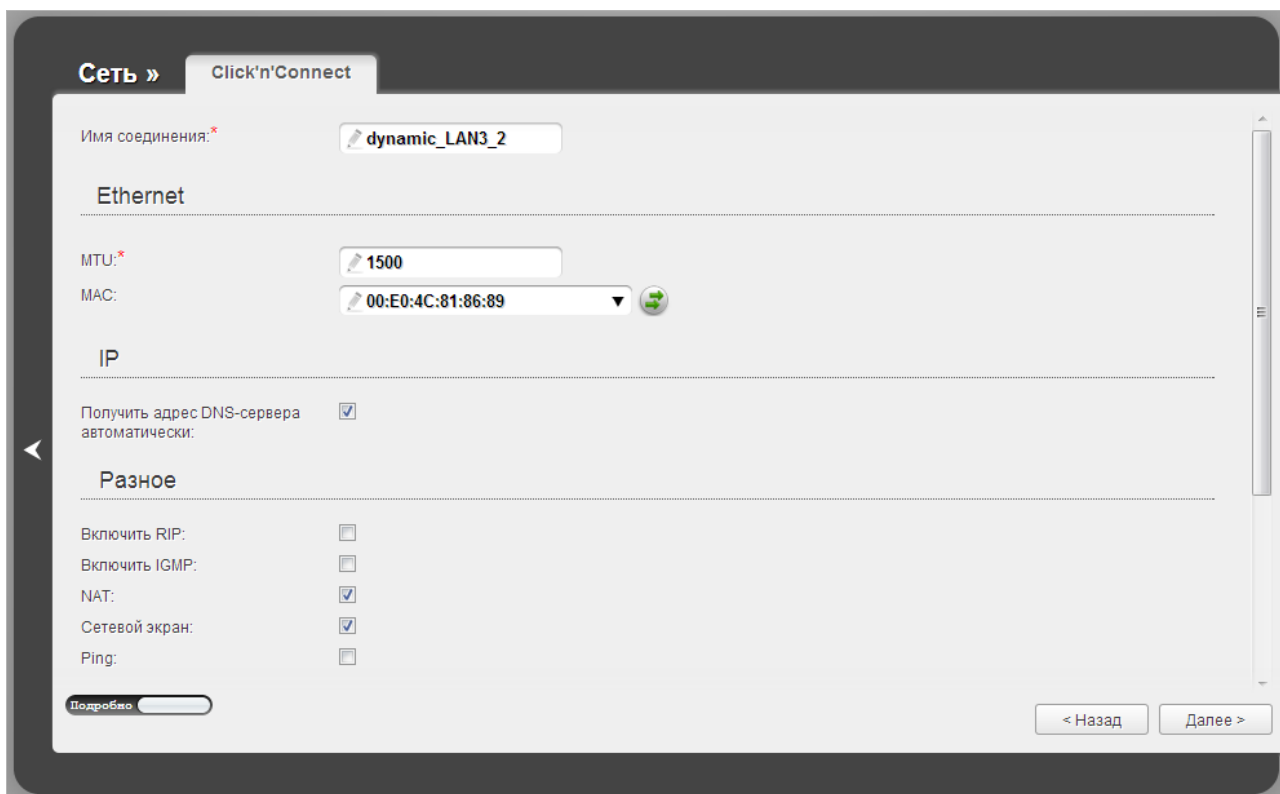 Сеть »
Click'n'Connect
Имя соединения:*
dynamic_LAN3_2
Ethernet
MTU:*
1500
MAC:
00:E0:4C:81:86:89
IP
Получить адрес DNS-сервера
автоматически:
Разное
Включить RIP:
Включить IGMP:
NAT:
Сетевой экран:
Ping:
Подробно
< Назад
Далее >